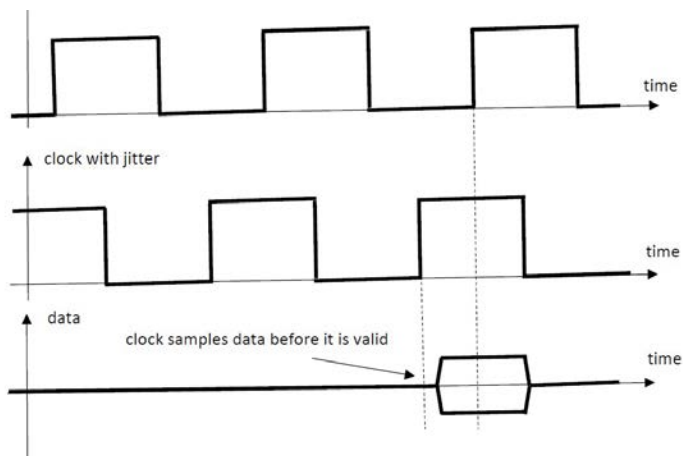 time
clock with jitter
time
data
clock samples data before it is valid
time